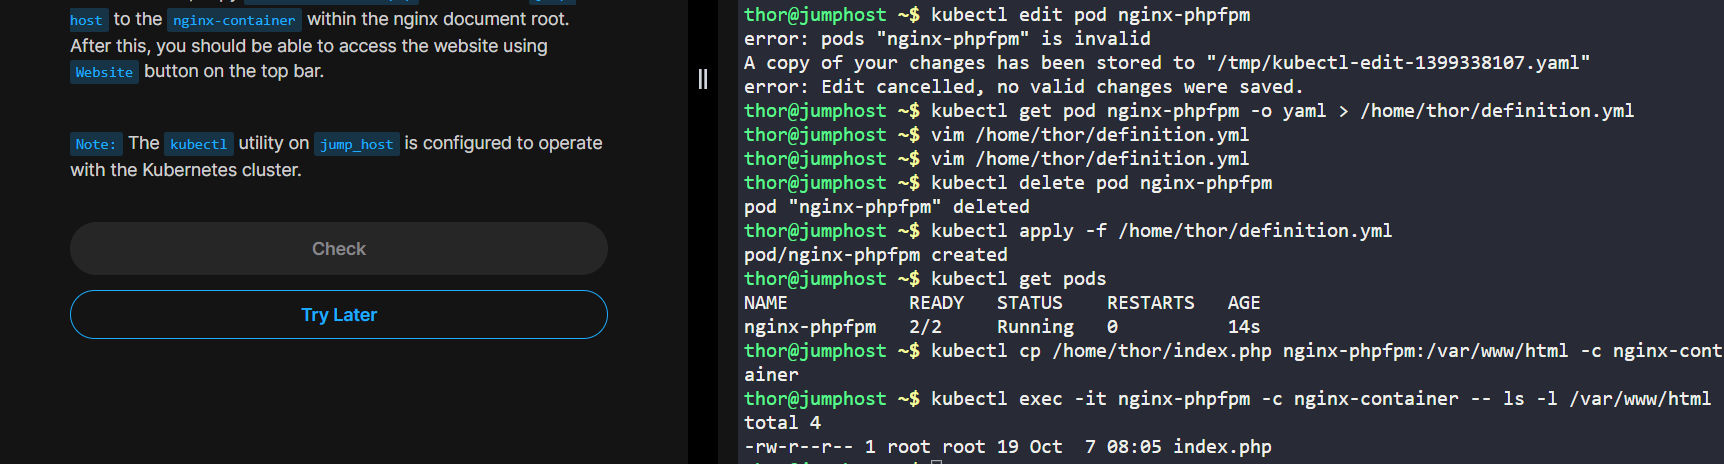 host to the nginx-container within the nginx document root.
After this, you should be able to access the website using
Website button on the top bar.
Note: The kubectl utility on jump_host is configured to operate
with the Kubernetes cluster.
Check
Try Later
thor@jumphost ~$ kubectl edit pod nginx-phpfpm
error: pods "nginx-phpfpm" is invalid
A copy of your changes has been stored to "/tmp/kubectl-edit-1399338107.yaml"
error: Edit cancelled, no valid changes were saved.
thor@jumphost ~$ kubectl get pod nginx-phpfpm -o yaml > /home/thor/definition.yml
thor@jumphost ~$ vim /home/thor/definition.yml
thor@jumphost ~$ vim /home/thor/definition.yml
thor@jumphost ~$ kubectl delete pod nginx-phpfpm
pod "nginx-phpfpm" deleted
thor@jumphost ~$ kubectl apply -f /home/thor/definition.yml
pod/nginx-phpfpm created
thor@jumphost ~$ kubectl get pods
NAME READY STATUS RESTARTS AGE
nginx-phpfpm 2/2 Running 0 14s
thor@jumphost ~$ kubectl cp /home/thor/index.php nginx-phpfpm:/var/www/html -c nginx-cont
ainer
thor@jumphost ~$ kubectl exec -it nginx-phpfpm -c nginx-container -- ls -l /var/www/html
total 4
-rw-r--r-- 1 root root 19 Oct 7 08:05 index.php